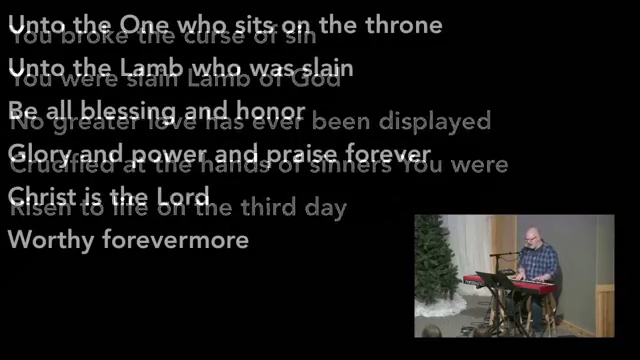 Unto the One who sits on the throne
You broke the curse of sin
Unto the Lamb who was slain
You were slain Lamb of God
Be all blessing and honor
No greater love has ever been displayed
Glory and power and praise forever
Crucified at the hands of sinners You were
Christ is the Lord
Risen to life on the third day
Worthy forevermore